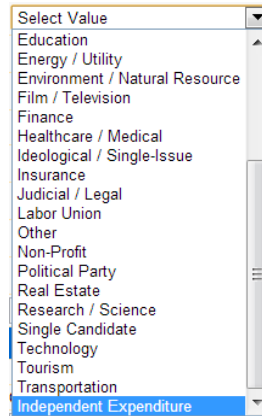 Select Value
Education
Energy / Utility
Environment / Natural Resource
Film / Television
Finance
Healthcare / Medical
Ideological / Single-Issue
Insurance
Judicial / Legal
Labor Union
Other
Non-Profit
Political Party
Real Estate
Research / Science
Single Candidate
Technology
Tourism
Transportation
Independent Expenditure